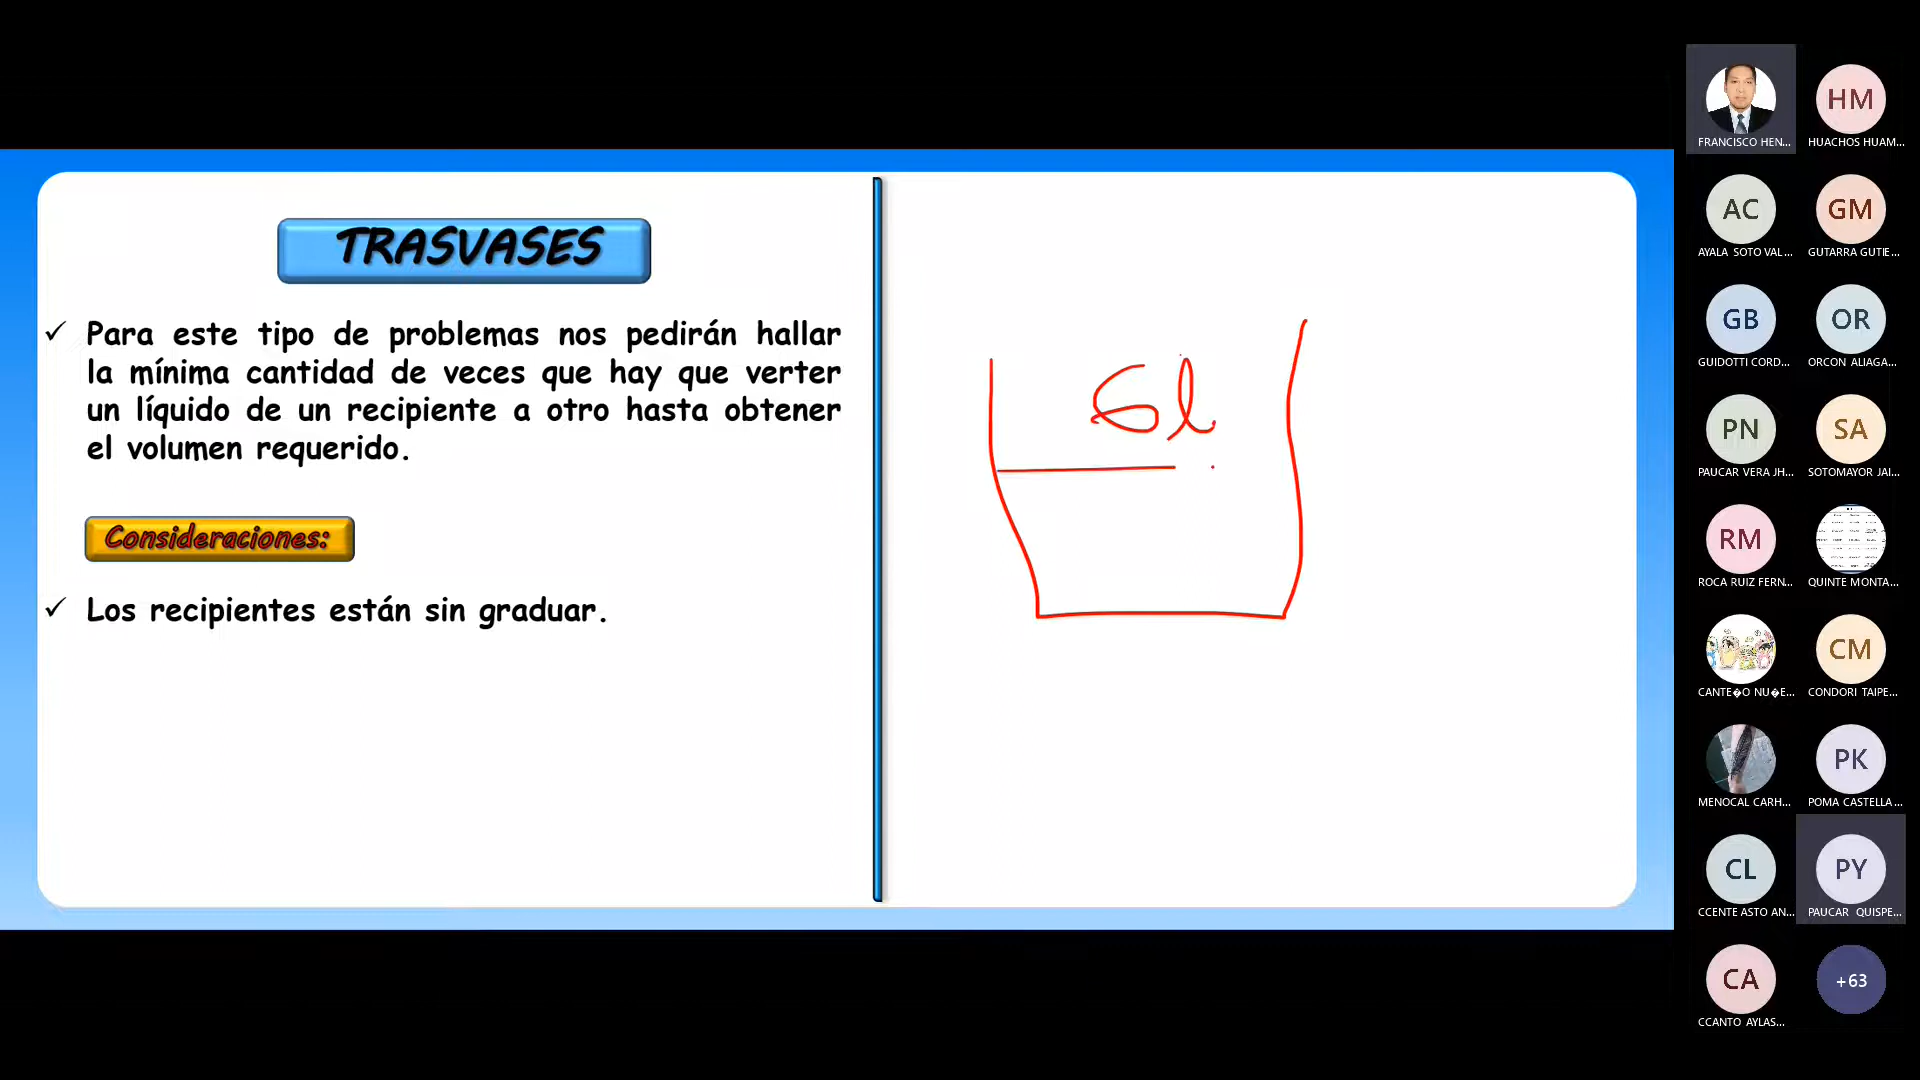 TRASVASES
✓ Para este tipo de problemas nos pedirán hallar
la mínima cantidad de veces que hay que verter
un líquido de un recipiente a otro hasta obtener
el volumen requerido.
Consideraciones:
✓ Los recipientes están sin graduar.
6l
FRANCISCO HEN...
HM
HUACHOS HUAM...
AC
AYALA SOTO VAL...
GM
GUTARRA GUTIE...
GB
GUIDOTTI CORD...
OR
ORCON ALIAGA...
PN
PAUCAR VERA JH...
SA
SOTOMAYOR JAI...
RM
ROCA RUIZ FERN...
QUINTE MONTA...
CANTE�O NU�E...
CM
CONDORI TAIPE...
MENOCAL CARH...
PK
POMA CASTELLA...
CL
CCENTE ASTO AN...
PY
PAUCAR QUISPE...
CA
CCANTO AYLAS...
+63